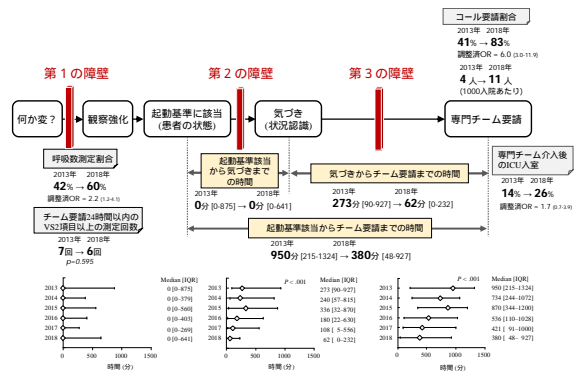 コール要請割合
2013年 2018年
41% → 83%
調整済OR = 6.0 (3.0-11.9)
2013年 2018年
4 人→ 11 人
(1000入院あたり)
第１の障壁
第２の障壁
第３の障壁
何か変？
観察強化
起動基準に該当
(患者の状態)
気づき
(状況認識)
専門チーム要請
呼吸数測定割合
2013年 2018年
42% → 60%
調整済OR = 2.2 (1.2-4.1)
チーム要請24時間以内の
VS2項目以上の測定回数
2013年 2018年
7回 → 6回
p=0.595
起動基準該当
から気づきまで
の時間
2013年 2018年
0分 [0-875] → 0分 [0-641]
気づきからチーム要請までの時間
2013年 2018年
273分 [90-927] → 62分 [0-232]
専門チーム介入後
のICU入室
2013年 2018年
14% → 26%
調整済OR = 1.7 (0.7-3.9)
起動基準該当からチーム要請までの時間
2013年 2018年
950分 [215-1324] → 380分 [48-927]
Median [IQR]
2013 0 [0-875]
2014 0 [0-379]
2015 0 [0-560]
2016 0 [0-403]
2017 0 [0-269]
2018 0 [0-641]
0 500 1000 1500
時間 (分)
Median [IQR]
P < .001
2013 273 [90-927]
2014 240 [57-815]
2015 336 [32-870]
2016 180 [22-630]
2017 108 [ 5-556]
2018 62 [ 0-232]
0 500 1000 1500
時間 (分)
Median [IQR]
P < .001
2013 950 [215-1324]
2014 734 [244-1072]
2015 870 [344-1200]
2016 536 [110-1028]
2017 421 [ 91-1000]
2018 380 [ 48- 927]
0 500 1000 1500
時間 (分)